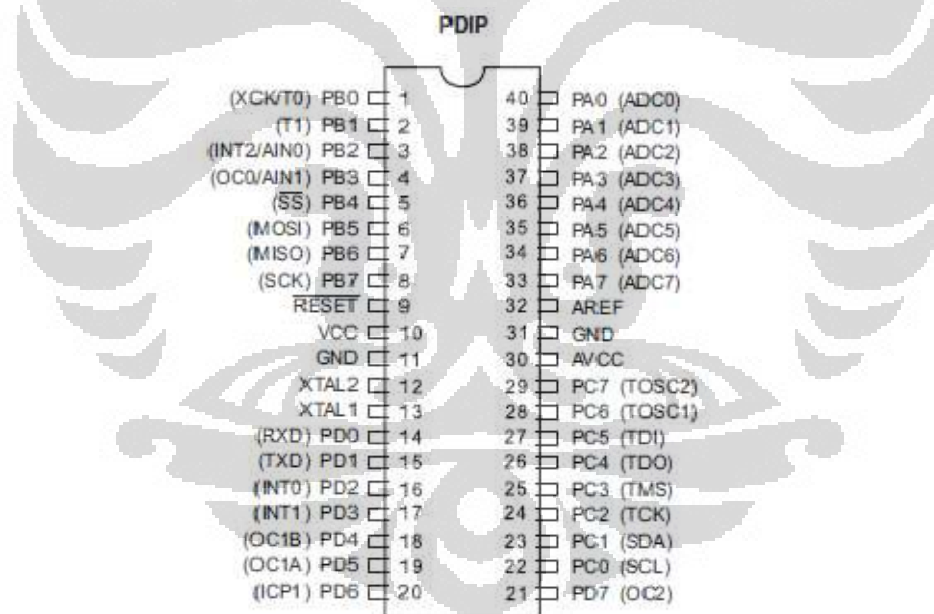 PDIP
(XCK/T0) PB0 1 40 PA0 (ADC0)
(T1) PB1 2 39 PA1 (ADC1)
(INT2/AIN0) PB2 3 38 PA2 (ADC2)
(OC0/AIN1) PB3 4 37 PA3 (ADC3)
(SS) PB4 5 36 PA4 (ADC4)
(MOSI) PB5 6 35 PA5 (ADC5)
(MISO) PB6 7 34 PA6 (ADC6)
(SCK) PB7 8 33 PA7 (ADC7)
RESET 9 32 AREF
VCC 10 31 GND
GND 11 30 AVCC
XTAL2 12 29 PC7 (TOSC2)
XTAL1 13 28 PC6 (TOSC1)
(RXD) PD0 14 27 PC5 (TDI)
(TXD) PD1 15 26 PC4 (TDO)
(INT0) PD2 16 25 PC3 (TMS)
(INT1) PD3 17 24 PC2 (TCK)
(OC1B) PD4 18 23 PC1 (SDA)
(OC1A) PD5 19 22 PC0 (SCL)
(ICP1) PD6 20 21 PD7 (OC2)